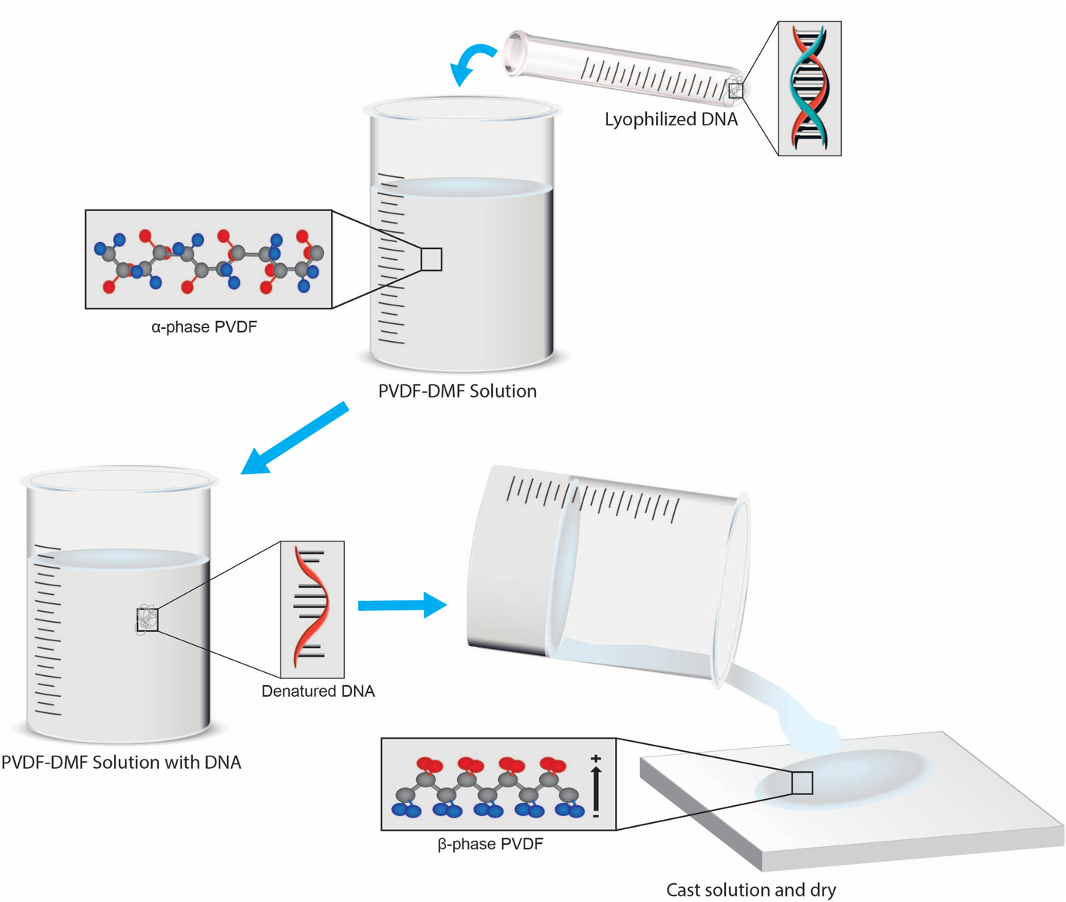 Lyophilized DNA
α-phase PVDF
PVDF-DMF Solution
Denatured DNA
PVDF-DMF Solution with DNA
+
-
β-phase PVDF
Cast solution and dry